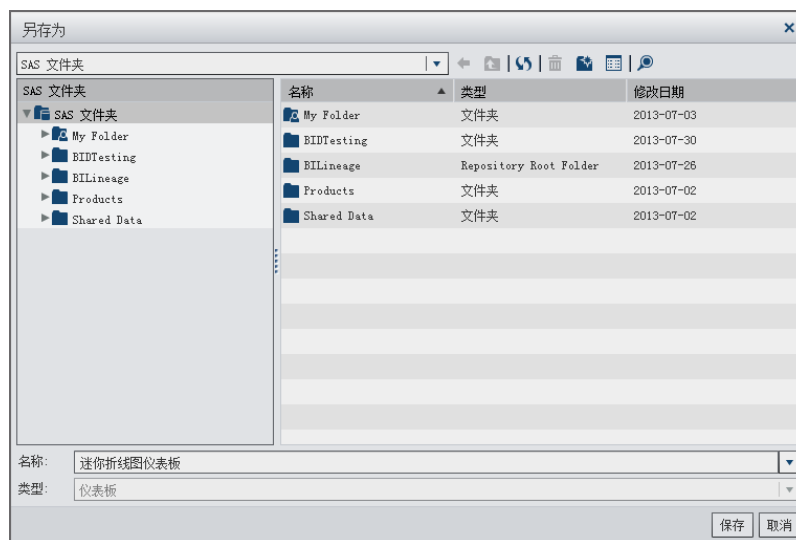 另存为
SAS 文件夹
SAS 文件夹
SAS 文件夹
My Folder
BIDTesting
BILineage
Products
Shared Data
名称 类型 修改日期
My Folder 文件夹 2013-07-03
BIDTesting 文件夹 2013-07-30
BILineage Repository Root Folder 2013-07-26
Products 文件夹 2013-07-02
Shared Data 文件夹 2013-07-02
名称: 迷你折线图仪表板
类型: 仪表板
保存 取消